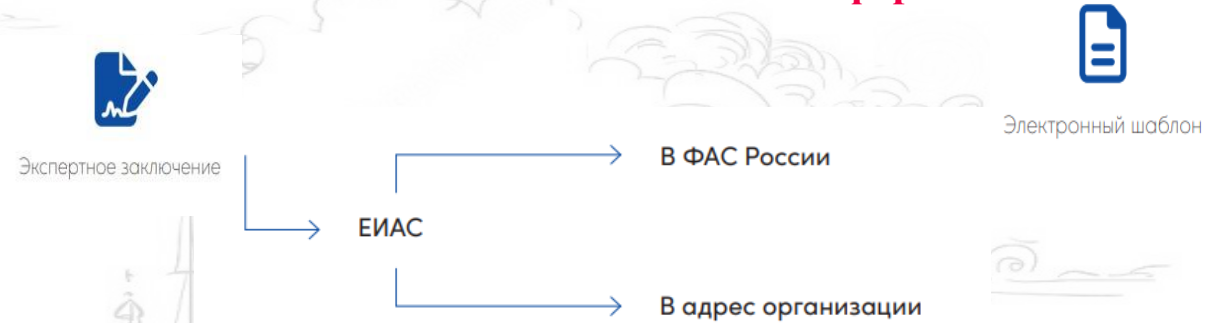 Электронный шаблон
Экспертное заключение
В ФАС России
ЕИАС
В адрес организации